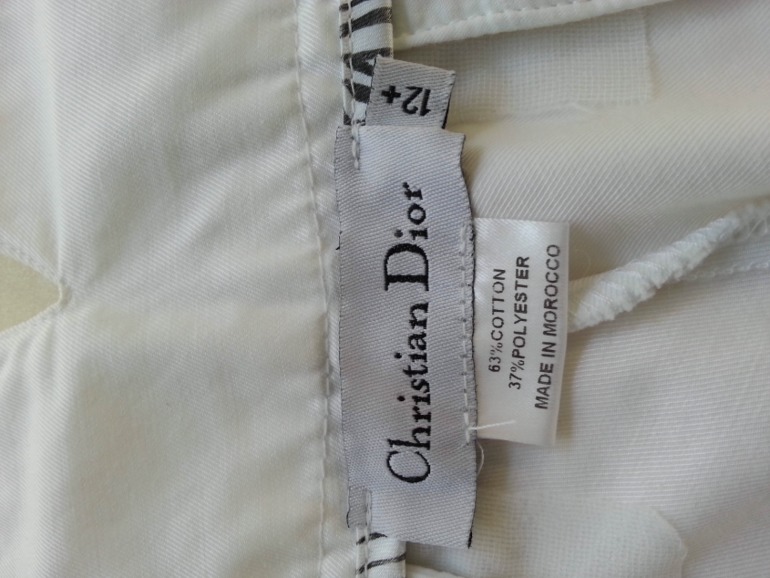 12+
Christian Dior
63%COTTON
37%POLYESTER
MADE IN MOROCCO